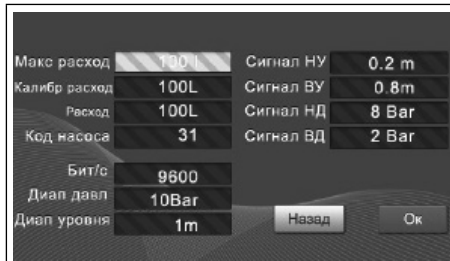 Макс расход 100 l Сигнал НУ 0.2 m
Калибр расход 100L Сигнал ВУ 0.8m
Расход 100L Сигнал НД 8 Bar
Код насоса 31 Сигнал ВД 2 Bar
Бит/с 9600
Диап давл 10Bar
Диап уровня 1m
Назад Ок